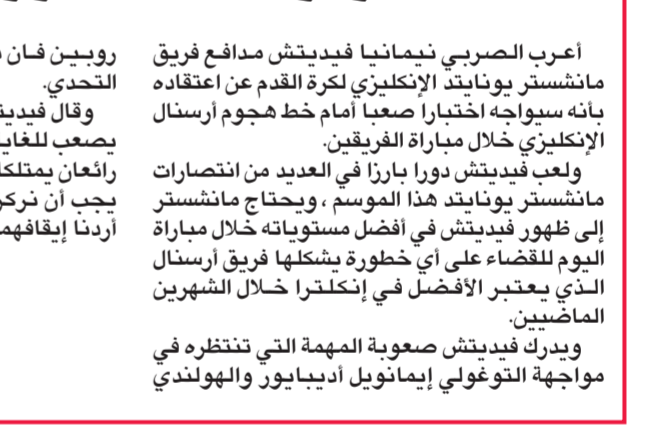 أعرب الصربي نيمانيا فيديتش مدافع فريق
مانشستر يونايتد الإنكليزي لكرة القدم عن اعتقاده
بأنه سيواجه اختبارا صعبا أمام خط هجوم أرسنال
الإنكليزي خلال مباراة الفريقين.
ولعب فيديتش دورا بارزا في العديد من انتصارات
مانشستر يونايتد هذا الموسم ، ويحتاج مانشستر
إلى ظهور فيديتش في أفضل مستوياته خلال مباراة
اليوم للقضاء على أي خطورة يشكلها فريق أرسنال
الذي يعتبر الأفضل في إنكلترا خلال الشهرين
الماضيين.
ويدرك فيديتش صعوبة المهمة التي تنتظره في
مواجهة التوغولي إيمانويل أديبايور والهولندي
روبين فان
التحدي.
وقال
يصعب للغاية
رائعان
يجب أن
أردنا إيقافهم